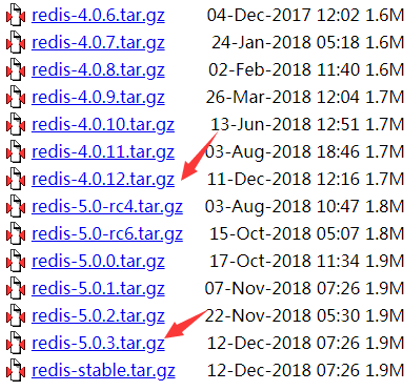 redis-4.0.6.tar.gz 04-Dec-2017 12:02 1.6M
redis-4.0.7.tar.gz 24-Jan-2018 05:18 1.6M
redis-4.0.8.tar.gz 02-Feb-2018 11:40 1.6M
redis-4.0.9.tar.gz 26-Mar-2018 12:04 1.7M
redis-4.0.10.tar.gz 13-Jun-2018 12:51 1.7M
redis-4.0.11.tar.gz 03-Aug-2018 18:46 1.7M
redis-4.0.12.tar.gz 11-Dec-2018 12:16 1.7M
redis-5.0-rc4.tar.gz 03-Aug-2018 10:47 1.8M
redis-5.0-rc6.tar.gz 15-Oct-2018 05:07 1.8M
redis-5.0.0.tar.gz 17-Oct-2018 11:34 1.9M
redis-5.0.1.tar.gz 07-Nov-2018 07:26 1.9M
redis-5.0.2.tar.gz 22-Nov-2018 05:30 1.9M
redis-5.0.3.tar.gz 12-Dec-2018 07:26 1.9M
redis-stable.tar.gz 12-Dec-2018 07:26 1.9M